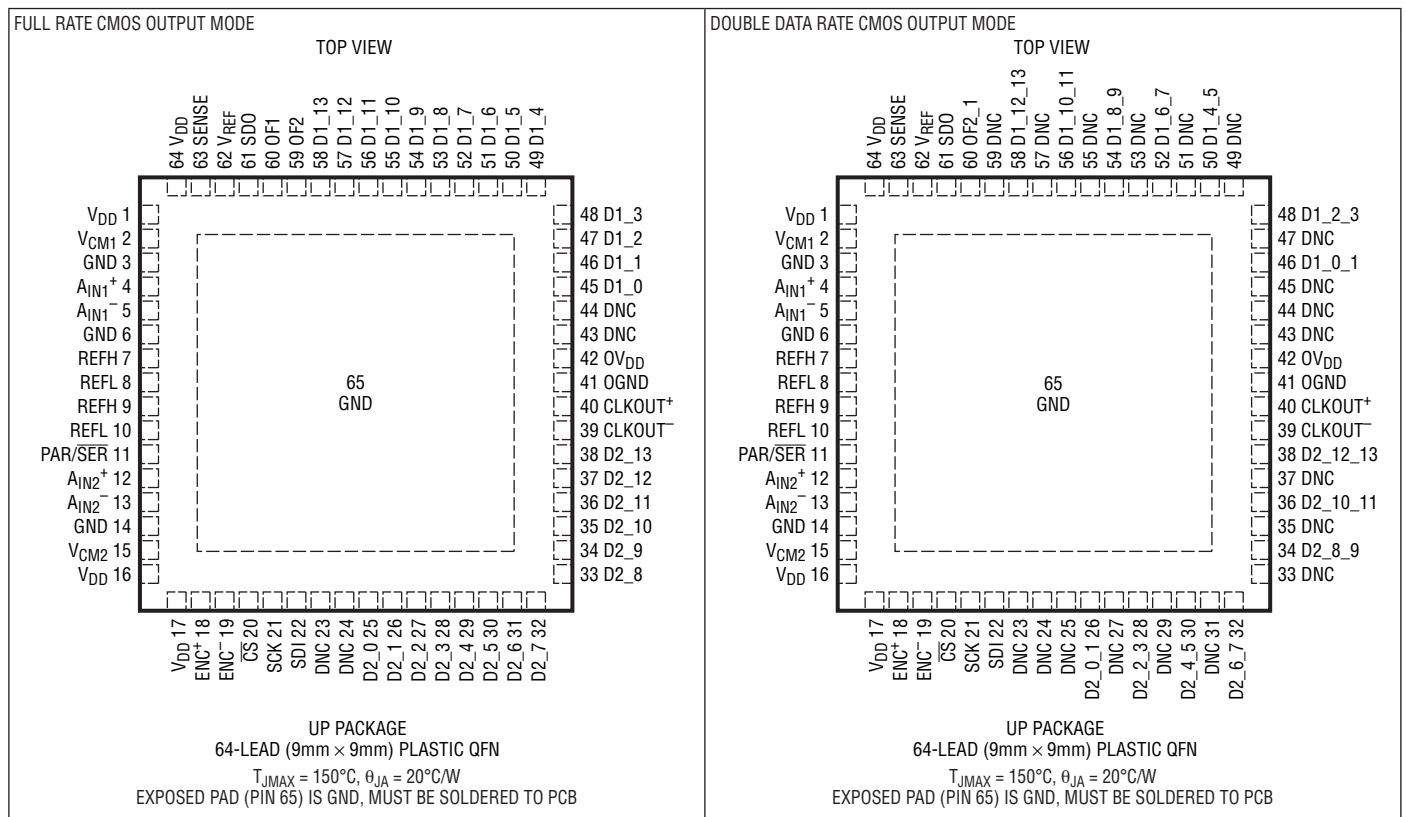 FULL RATE CMOS OUTPUT MODE
TOP VIEW
64 VDD
63 SENSE
62 VREF
61 SDO
60 OF1
59 OF2
58 D1_13
57 D1_12
56 D1_11
55 D1_10
54 D1_9
53 D1_8
52 D1_7
51 D1_6
50 D1_5
49 D1_4
VDD 1
VCM1 2
GND 3
AIN1+ 4
AIN1– 5
GND 6
REFH 7
REFL 8
REFH 9
REFL 10
PAR/SER 11
AIN2+ 12
AIN2– 13
GND 14
VCM2 15
VDD 16
65
GND
48 D1_3
47 D1_2
46 D1_1
45 D1_0
44 DNC
43 DNC
42 OVDD
41 OGND
40 CLKOUT+
39 CLKOUT–
38 D2_13
37 D2_12
36 D2_11
35 D2_10
34 D2_9
33 D2_8
VDD 17
ENC+ 18
ENC– 19
CS 20
SCK 21
SDI 22
DNC 23
DNC 24
D2_0 25
D2_1 26
D2_2 27
D2_3 28
D2_4 29
D2_5 30
D2_6 31
D2_7 32
UP PACKAGE
64-LEAD (9mm × 9mm) PLASTIC QFN
TJMAX = 150°C, θJA = 20°C/W
EXPOSED PAD (PIN 65) IS GND, MUST BE SOLDERED TO PCB
DOUBLE DATA RATE CMOS OUTPUT MODE
TOP VIEW
64 VDD
63 SENSE
62 VREF
61 SDO
60 OF2_1
59 DNC
58 D1_12_13
57 DNC
56 D1_10_11
55 DNC
54 D1_8_9
53 DNC
52 D1_6_7
51 DNC
50 D1_4_5
49 DNC
VDD 1
VCM1 2
GND 3
AIN1+ 4
AIN1– 5
GND 6
REFH 7
REFL 8
REFH 9
REFL 10
PAR/SER 11
AIN2+ 12
AIN2– 13
GND 14
VCM2 15
VDD 16
65
GND
48 D1_2_3
47 DNC
46 D1_0_1
45 DNC
44 DNC
43 DNC
42 OVDD
41 OGND
40 CLKOUT+
39 CLKOUT–
38 D2_12_13
37 DNC
36 D2_10_11
35 DNC
34 D2_8_9
33 DNC
VDD 17
ENC+ 18
ENC– 19
CS 20
SCK 21
SDI 22
DNC 23
DNC 24
DNC 25
D2_0_1 26
DNC 27
D2_2_3 28
DNC 29
D2_4_5 30
DNC 31
D2_6_7 32
UP PACKAGE
64-LEAD (9mm × 9mm) PLASTIC QFN
TJMAX = 150°C, θJA = 20°C/W
EXPOSED PAD (PIN 65) IS GND, MUST BE SOLDERED TO PCB